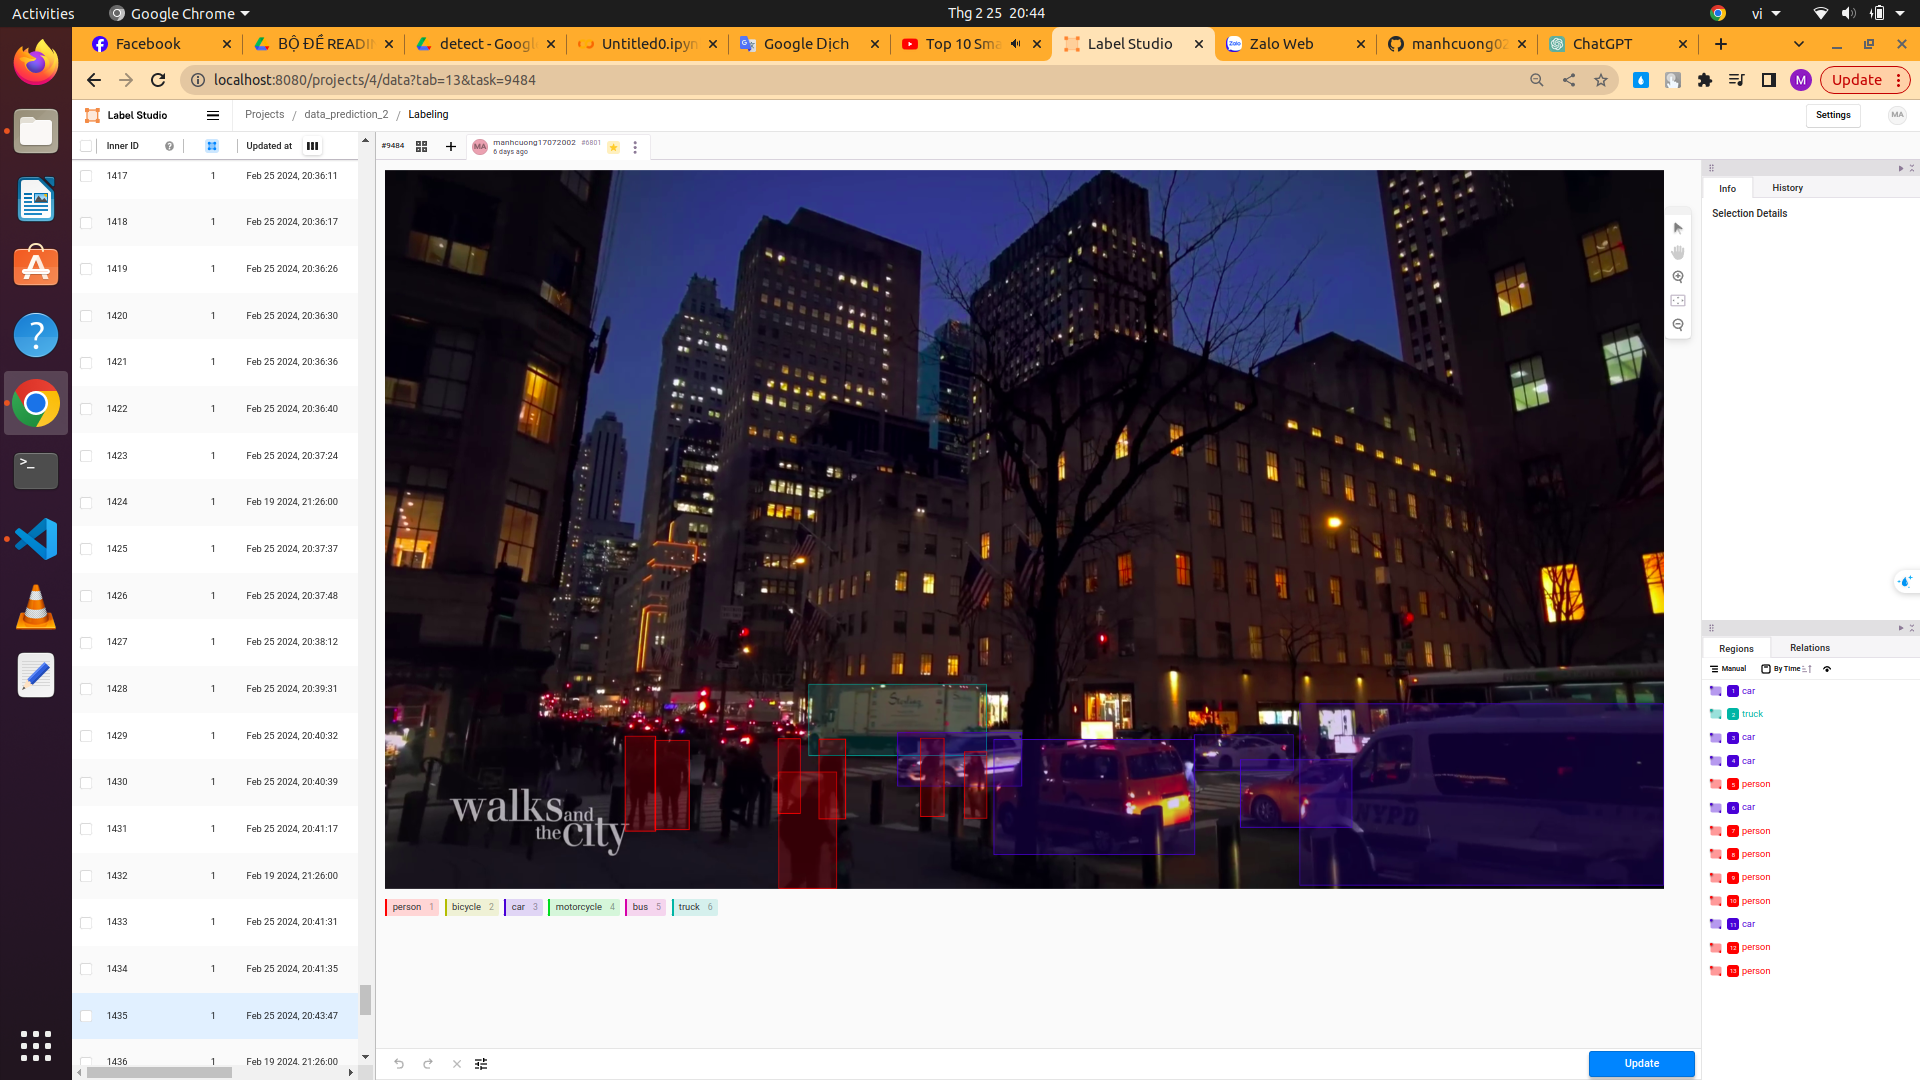 Activities
Google Chrome
Thg 2 25 20:44
vi
Facebook
BỘ ĐỀ READI
detect - Googl
Untitled0.ipyn
Google Dịch
Top 10 Sma
Label Studio
Zalo Web
manhcuong02
ChatGPT
localhost:8080/projects/4/data?tab=13&task=9484
M
Update
Label Studio
Projects / data_prediction_2 / Labeling
Settings
MA
Inner ID
Updated at
1417 1 Feb 25 2024, 20:36:11
1418 1 Feb 25 2024, 20:36:17
1419 1 Feb 25 2024, 20:36:26
1420 1 Feb 25 2024, 20:36:30
1421 1 Feb 25 2024, 20:36:36
1422 1 Feb 25 2024, 20:36:40
1423 1 Feb 25 2024, 20:37:24
1424 1 Feb 19 2024, 21:26:00
1425 1 Feb 25 2024, 20:37:37
1426 1 Feb 25 2024, 20:37:48
1427 1 Feb 25 2024, 20:38:12
1428 1 Feb 25 2024, 20:39:31
1429 1 Feb 25 2024, 20:40:32
1430 1 Feb 25 2024, 20:40:39
1431 1 Feb 25 2024, 20:41:17
1432 1 Feb 19 2024, 21:26:00
1433 1 Feb 25 2024, 20:41:31
1434 1 Feb 25 2024, 20:41:35
1435 1 Feb 25 2024, 20:43:47
1436 1 Feb 19 2024, 21:26:00
#9484
MA
manhcuong17072002 #6801
6 days ago
walks and
the city
NYPD
person 1
bicycle 2
car 3
motorcycle 4
bus 5
truck 6
Update
Info
History
Selection Details
Regions
Relations
Manual
By Time
1 car
2 truck
3 car
4 car
5 person
6 car
7 person
8 person
9 person
10 person
11 car
12 person
13 person